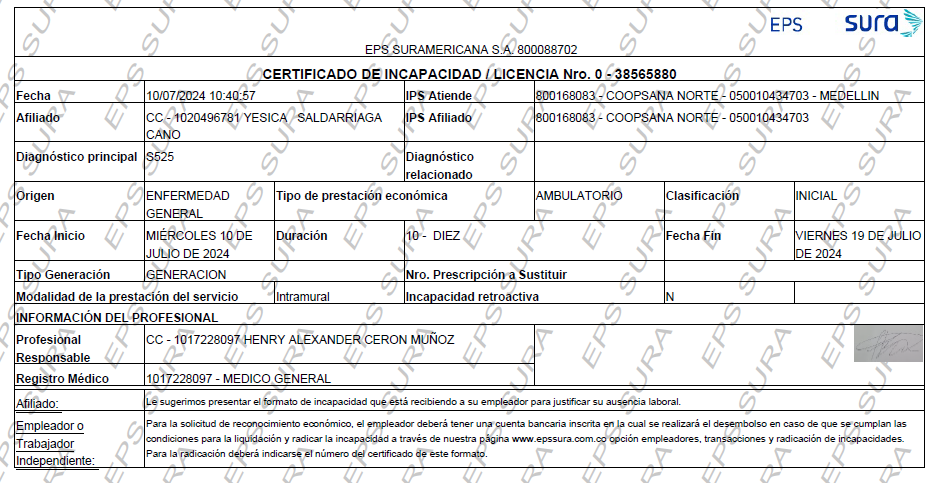 EPS sura
EPS SURAMERICANA S.A. 800088702
CERTIFICADO DE INCAPACIDAD / LICENCIA Nro. 0 - 38565880
Fecha 10/07/2024 10:40:57 IPS Atiende 800168083 - COOPSANA NORTE - 050010434703 - MEDELLIN
Afiliado CC - 1020496781 YESICA SALDARRIAGA IPS Afiliado 800168083 - COOPSANA NORTE - 050010434703
CANO
Diagnóstico principal S525 Diagnóstico
relacionado
Origen ENFERMEDAD Tipo de prestación económica AMBULATORIO Clasificación INICIAL
GENERAL
Fecha Inicio MIÉRCOLES 10 DE Duración 10 - DIEZ Fecha Fín VIERNES 19 DE JULIO
JULIO DE 2024 DE 2024
Tipo Generación GENERACION Nro. Prescripción a Sustituir
Modalidad de la prestación del servicio Intramural Incapacidad retroactiva N
INFORMACIÓN DEL PROFESIONAL
Profesional CC - 1017228097 HENRY ALEXANDER CERON MUÑOZ
Responsable
Registro Médico 1017228097 - MEDICO GENERAL
Afiliado: Le sugerimos presentar el formato de incapacidad que está recibiendo a su empleador para justificar su ausencia laboral.
Empleador o Para la solicitud de reconocimiento económico, el empleador deberá tener una cuenta bancaria inscrita en la cual se realizará el desembolso en caso de que se cumplan las
Trabajador condiciones para la liquidación y radicar la incapacidad a través de nuestra página www.epssura.com.co opción empleadores, transacciones y radicación de incapacidades.
Independiente: Para la radicación deberá indicarse el número del certificado de este formato.
EPS SURA